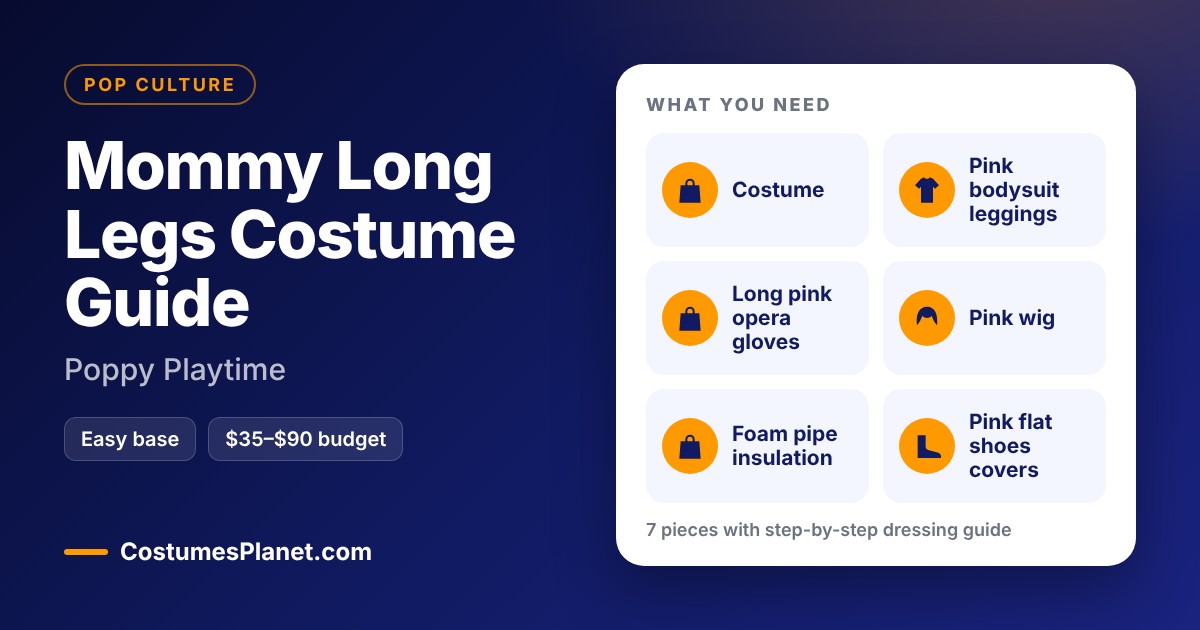 POP CULTURE
Mommy Long
Legs Costume
Guide
Poppy Playtime
Easy base
$35–$90 budget
CostumesPlanet.com
WHAT YOU NEED
Costume
Pink
bodysuit
leggings
Long pink
opera
gloves
Pink wig
Foam pipe
insulation
Pink flat
shoes
covers
7 pieces with step-by-step dressing guide